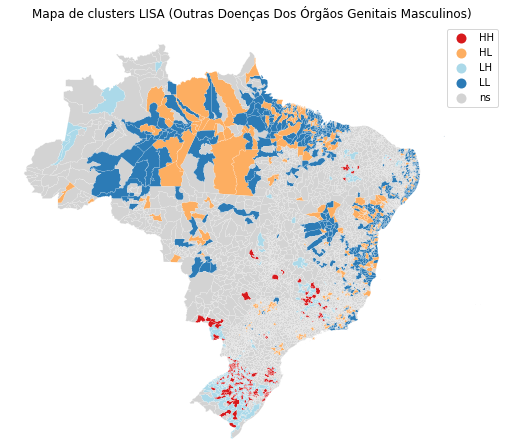 Mapa de clusters LISA (Outras Doenças Dos Órgãos Genitais Masculinos)
HH
HL
LH
LL
ns